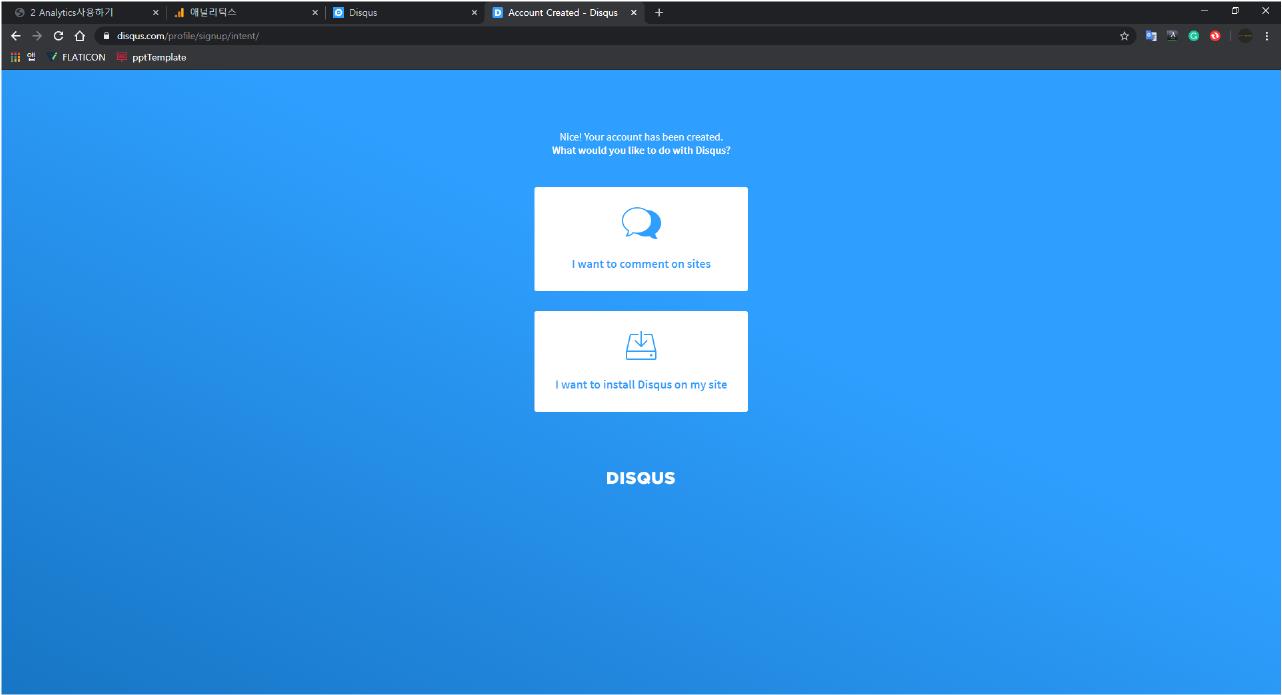 2 Analytics사용하기
애널리틱스
Disqus
Account Created - Disqus
disqus.com/profile/signup/intent/
앱
FLATICON
pptTemplate
Nice! Your account has been created.
What would you like to do with Disqus?
I want to comment on sites
I want to install Disqus on my site
DISQUS